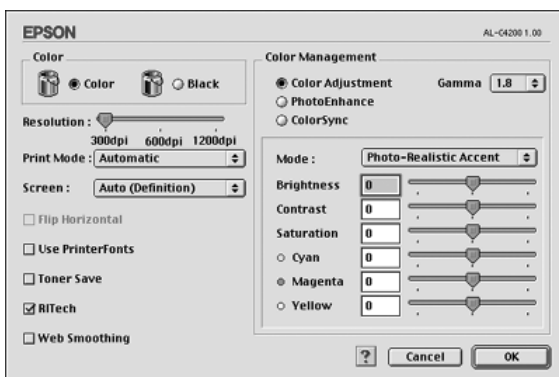 EPSON
AL-C4200 1.00
Color
Color
Black
Resolution :
300dpi 600dpi 1200dpi
Print Mode : Automatic
Screen : Auto (Definition)
Flip Horizontal
Use PrinterFonts
Toner Save
RITech
Web Smoothing
Color Management
Color Adjustment
PhotoEnhance
ColorSync
Gamma 1.8
Mode : Photo-Realistic Accent
Brightness 0
Contrast 0
Saturation 0
Cyan 0
Magenta 0
Yellow 0
? Cancel OK